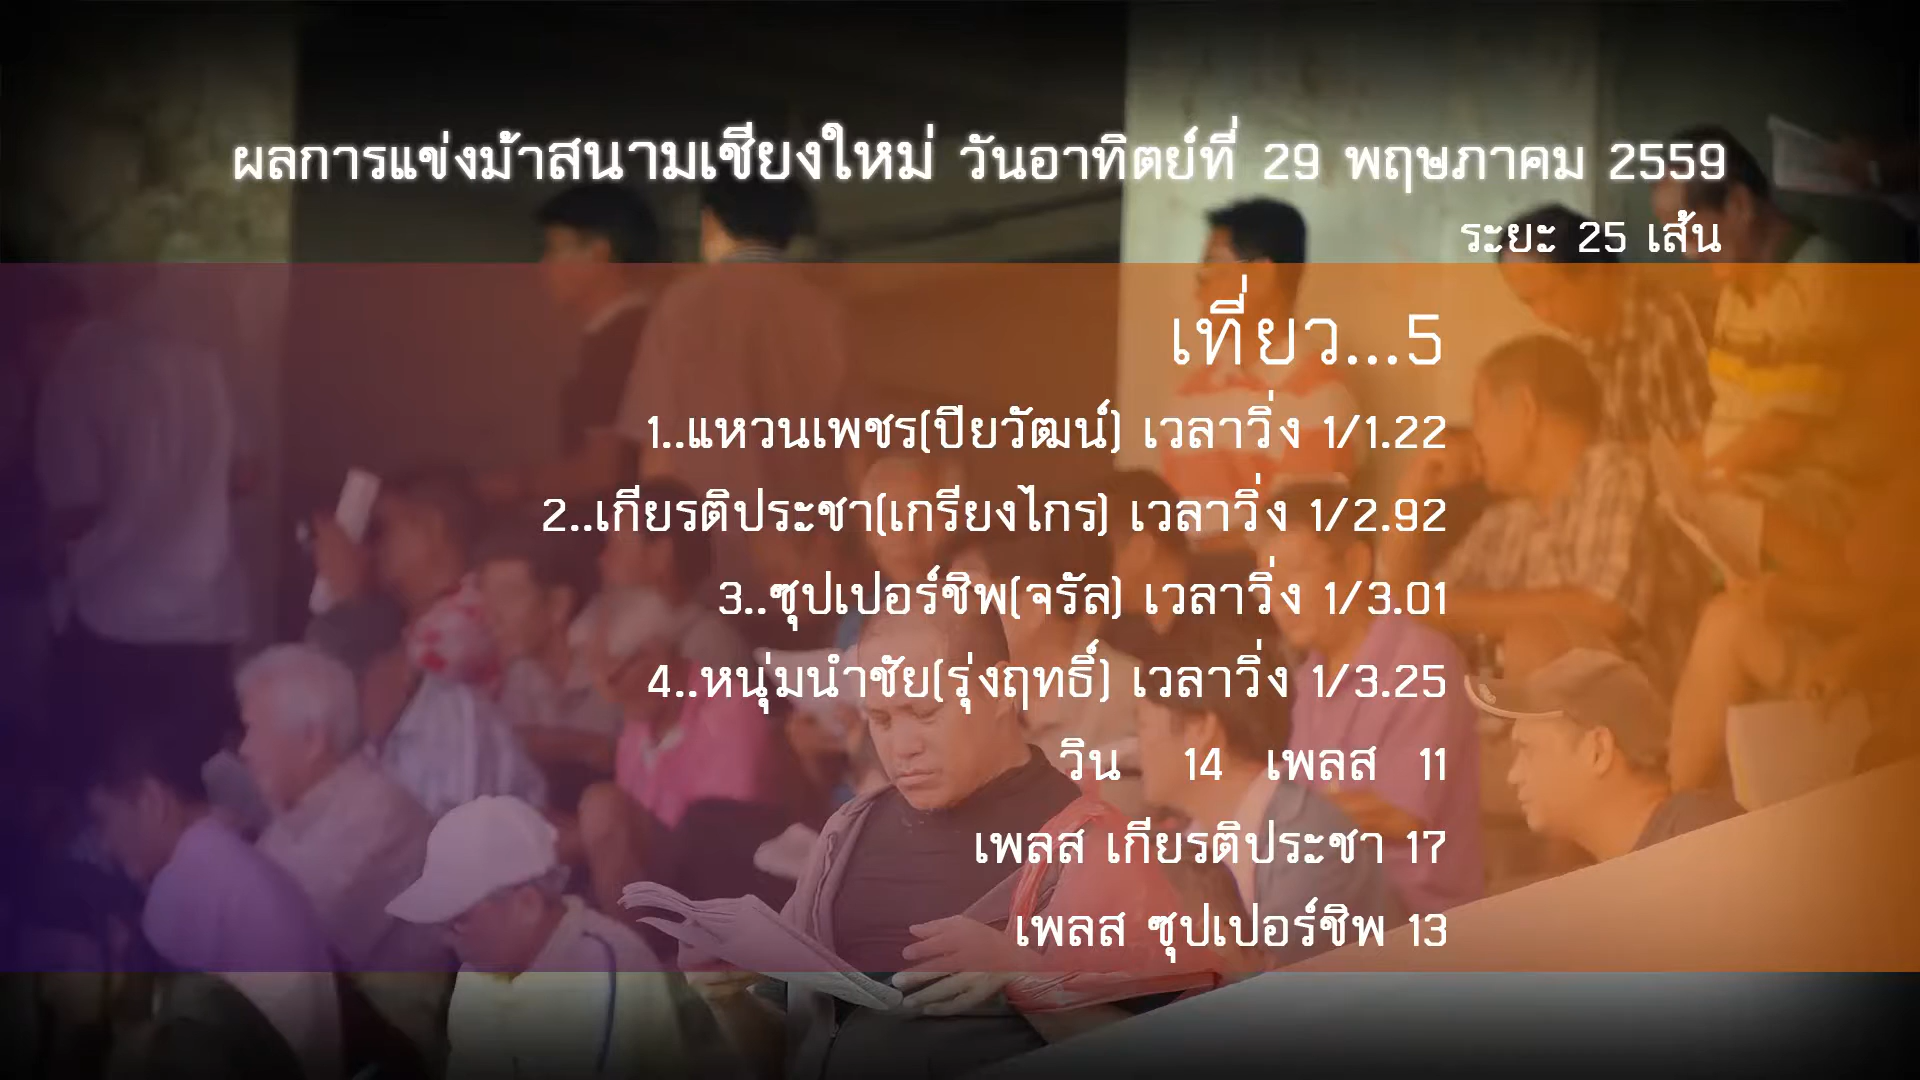 ผลการแข่งม้าสนามเชียงใหม่ วันอาทิตย์ที่ 29 พฤษภาคม 2559
ระยะ 25 เส้น
เที่ยว...5
1..แหวนเพชร(ปิยวัฒน์) เวลาวิ่ง 1/1.22
2..เกียรติประชา(เกรียงไกร) เวลาวิ่ง 1/2.92
3..ซุปเปอร์ชิพ(จรัล) เวลาวิ่ง 1/3.01
4..หนุ่มนำชัย(รุ่งฤทธิ์) เวลาวิ่ง 1/3.25
วิน 14 เพลส 11
เพลส เกียรติประชา 17
เพลส ซุปเปอร์ชิพ 13